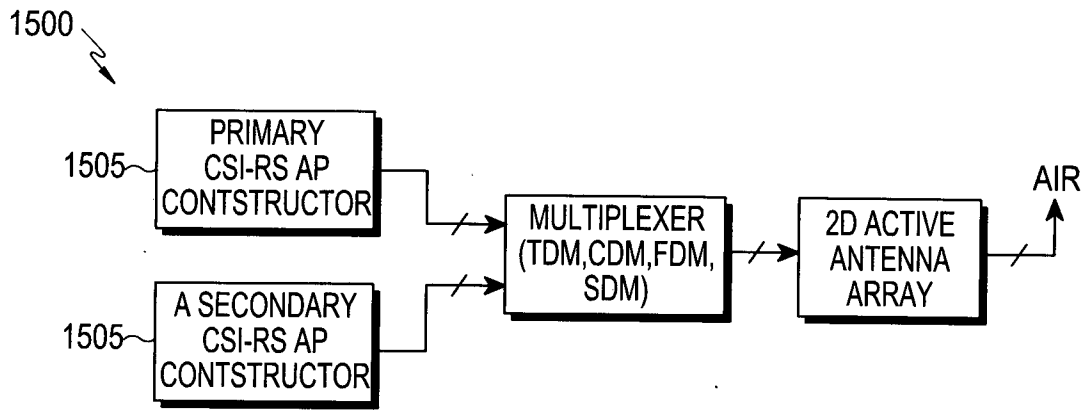 1500
PRIMARY
CSI-RS AP
CONTSTRUCTOR
1505
A SECONDARY
CSI-RS AP
CONTSTRUCTOR
1505
MULTIPLEXER
(TDM,CDM,FDM,
SDM)
2D ACTIVE
ANTENNA
ARRAY
AIR